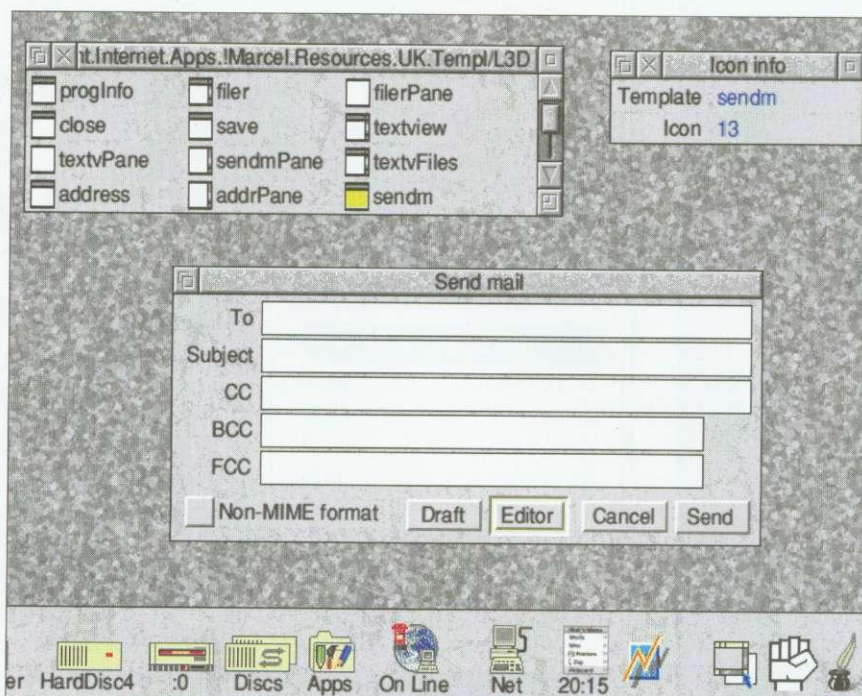 nt.Internet.Apps.!Marcel.Resources.UK.Templ/L3D
progInfo filer filerPane
close save textview
textvPane sendmPane textvFiles
address addrPane sendm
Icon info
Template sendm
Icon 13
Send mail
To
Subject
CC
BCC
FCC
Non-MIME format Draft Editor Cancel Send
er HardDisc4 :0 Discs Apps On Line Net 20:15